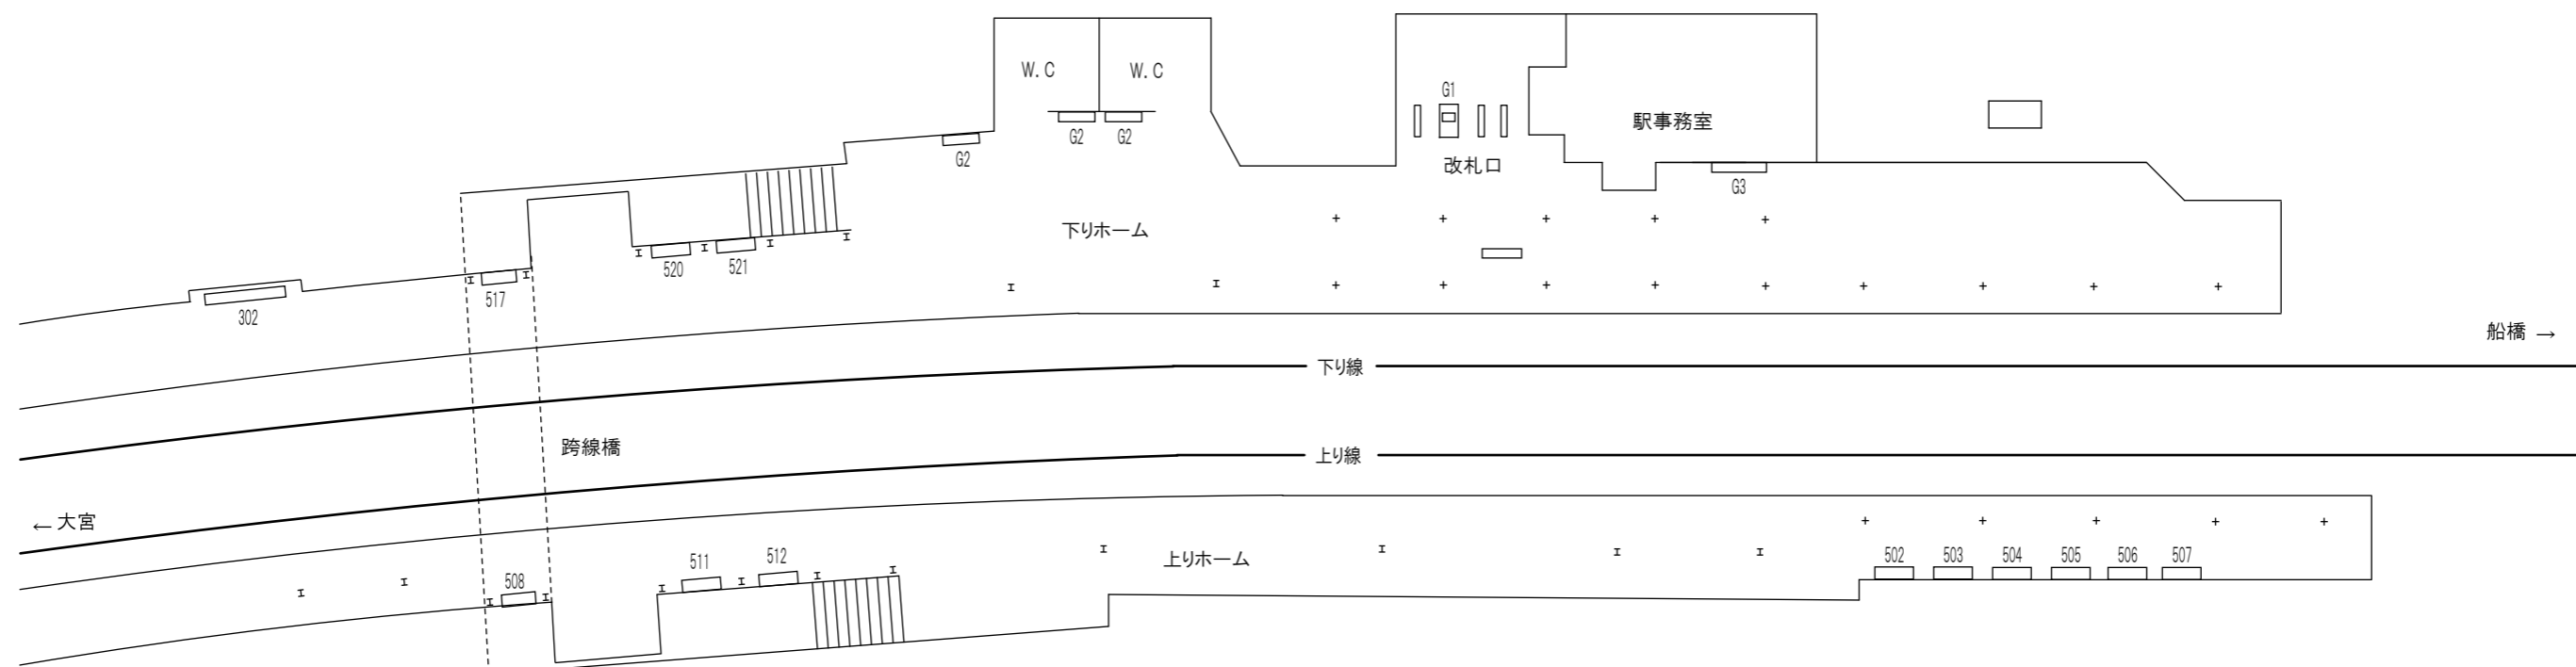 W.C
W.C
G1
G2
G2
G2
駅事務室
改札口
G3
下りホーム
520
521
517
302
船橋 →
下り線
跨線橋
上り線
← 大宮
511
512
508
上りホーム
502
503
504
505
506
507